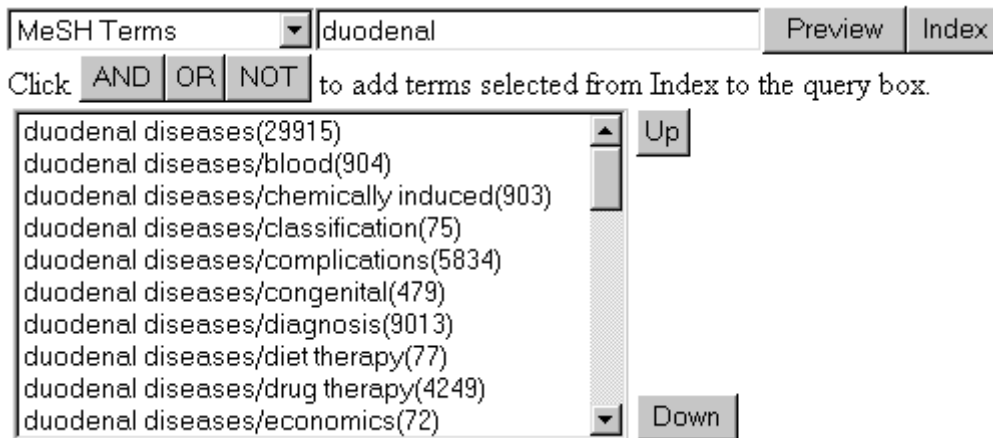 MeSH Terms duodenal Preview Index
Click AND OR NOT to add terms selected from Index to the query box.
duodenal diseases(29915) Up
duodenal diseases/blood(904)
duodenal diseases/chemically induced(903)
duodenal diseases/classification(75)
duodenal diseases/complications(5834)
duodenal diseases/congenital(479)
duodenal diseases/diagnosis(9013)
duodenal diseases/diet therapy(77)
duodenal diseases/drug therapy(4249)
duodenal diseases/economics(72) Down